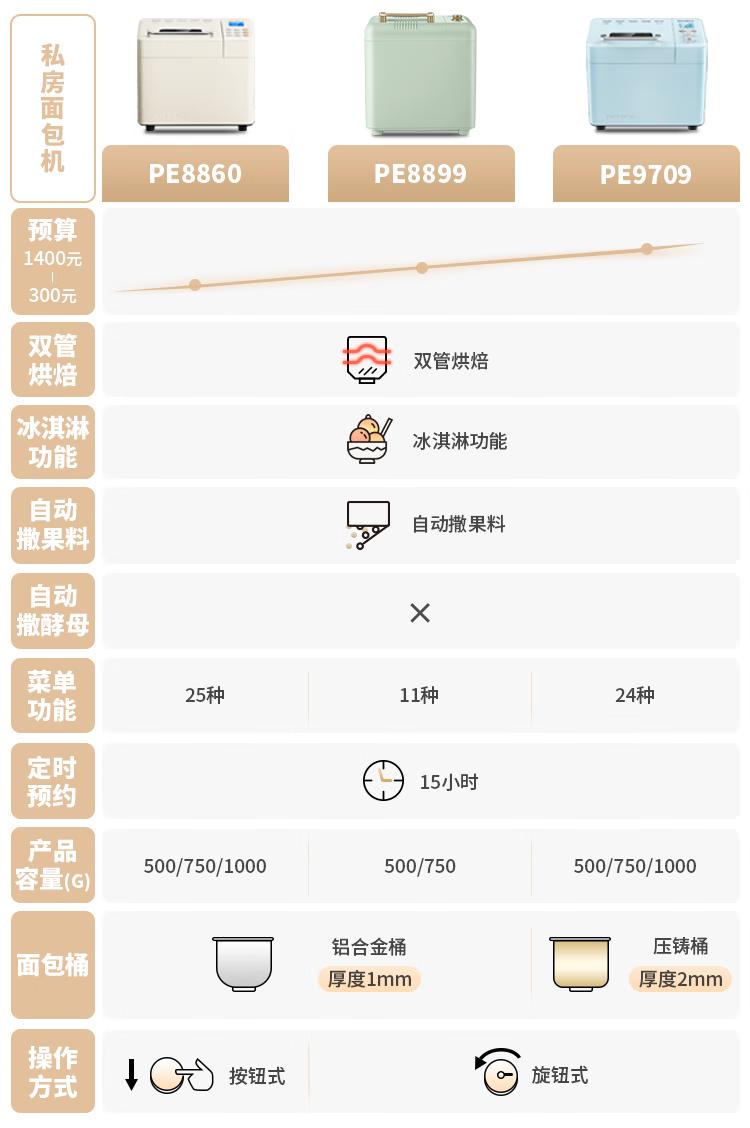 私房面包机
PE8860
PE8899
PE9709
预算
1400元
300元
双管
烘焙
双管烘焙
冰淇淋
功能
冰淇淋功能
自动
撒果料
自动撒果料
自动
撒酵母
菜单
功能
25种
11种
24种
定时
预约
15小时
产品
容量(G)
500/750/1000
500/750
500/750/1000
面包桶
铝合金桶
厚度1mm
压铸桶
厚度2mm
操作
方式
按钮式
旋钮式